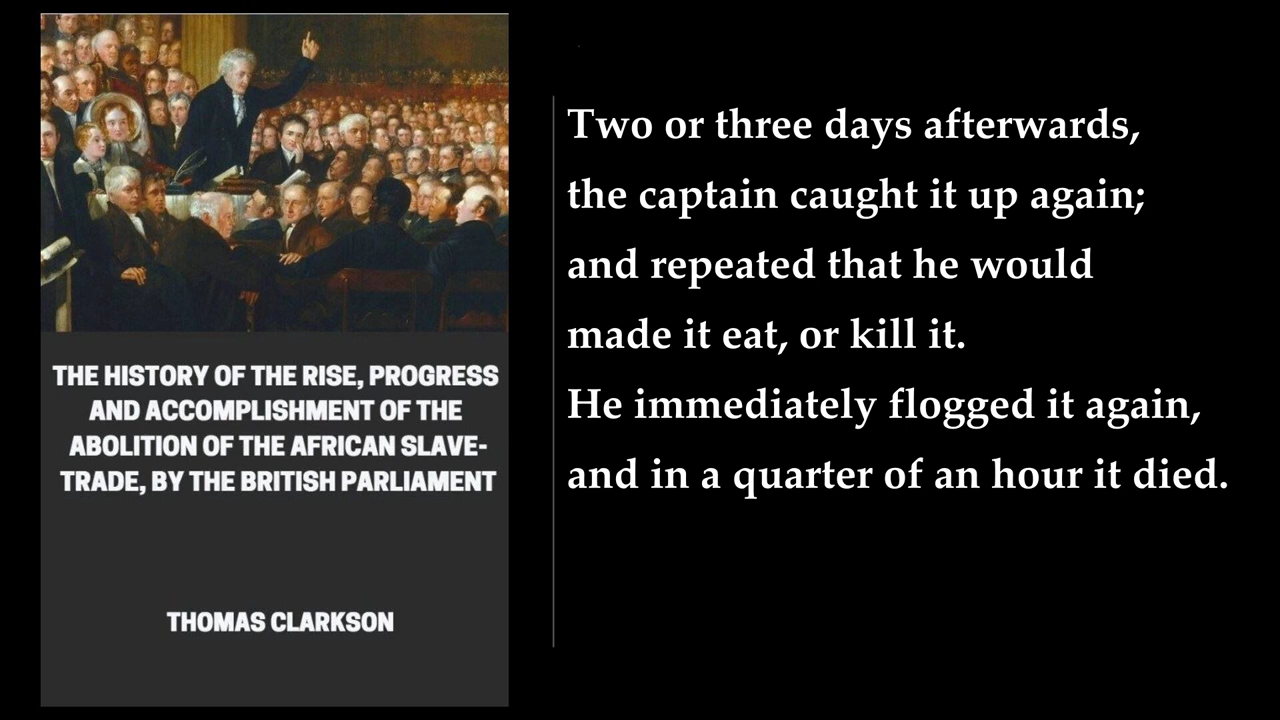 THE HISTORY OF THE RISE, PROGRESS
AND ACCOMPLISHMENT OF THE
ABOLITION OF THE AFRICAN SLAVE-
TRADE, BY THE BRITISH PARLIAMENT
THOMAS CLARKSON
Two or three days afterwards,
the captain caught it up again;
and repeated that he would
made it eat, or kill it.
He immediately flogged it again,
and in a quarter of an hour it died.